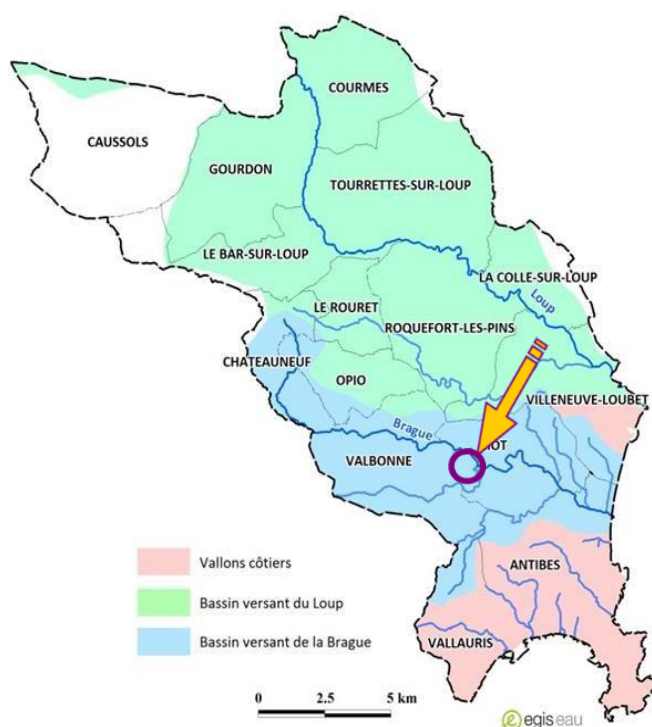 COURMES
CAUSSOLS
GOURDON
TOURRETTES-SUR-LOUP
LE BAR-SUR-LOUP
LA COLLE-SUR-LOUP
Loup
LE ROURET
ROQUEFORT-LES-PINS
CHATEAUNEUF
OPIO
VILLENEUVE-LOUBET
Brague
IOT
VALBONNE
ANTIBES
VALLAURIS
Vallons côtiers
Bassin versant du Loup
Bassin versant de la Brague
0 2.5 5 km
egis eau